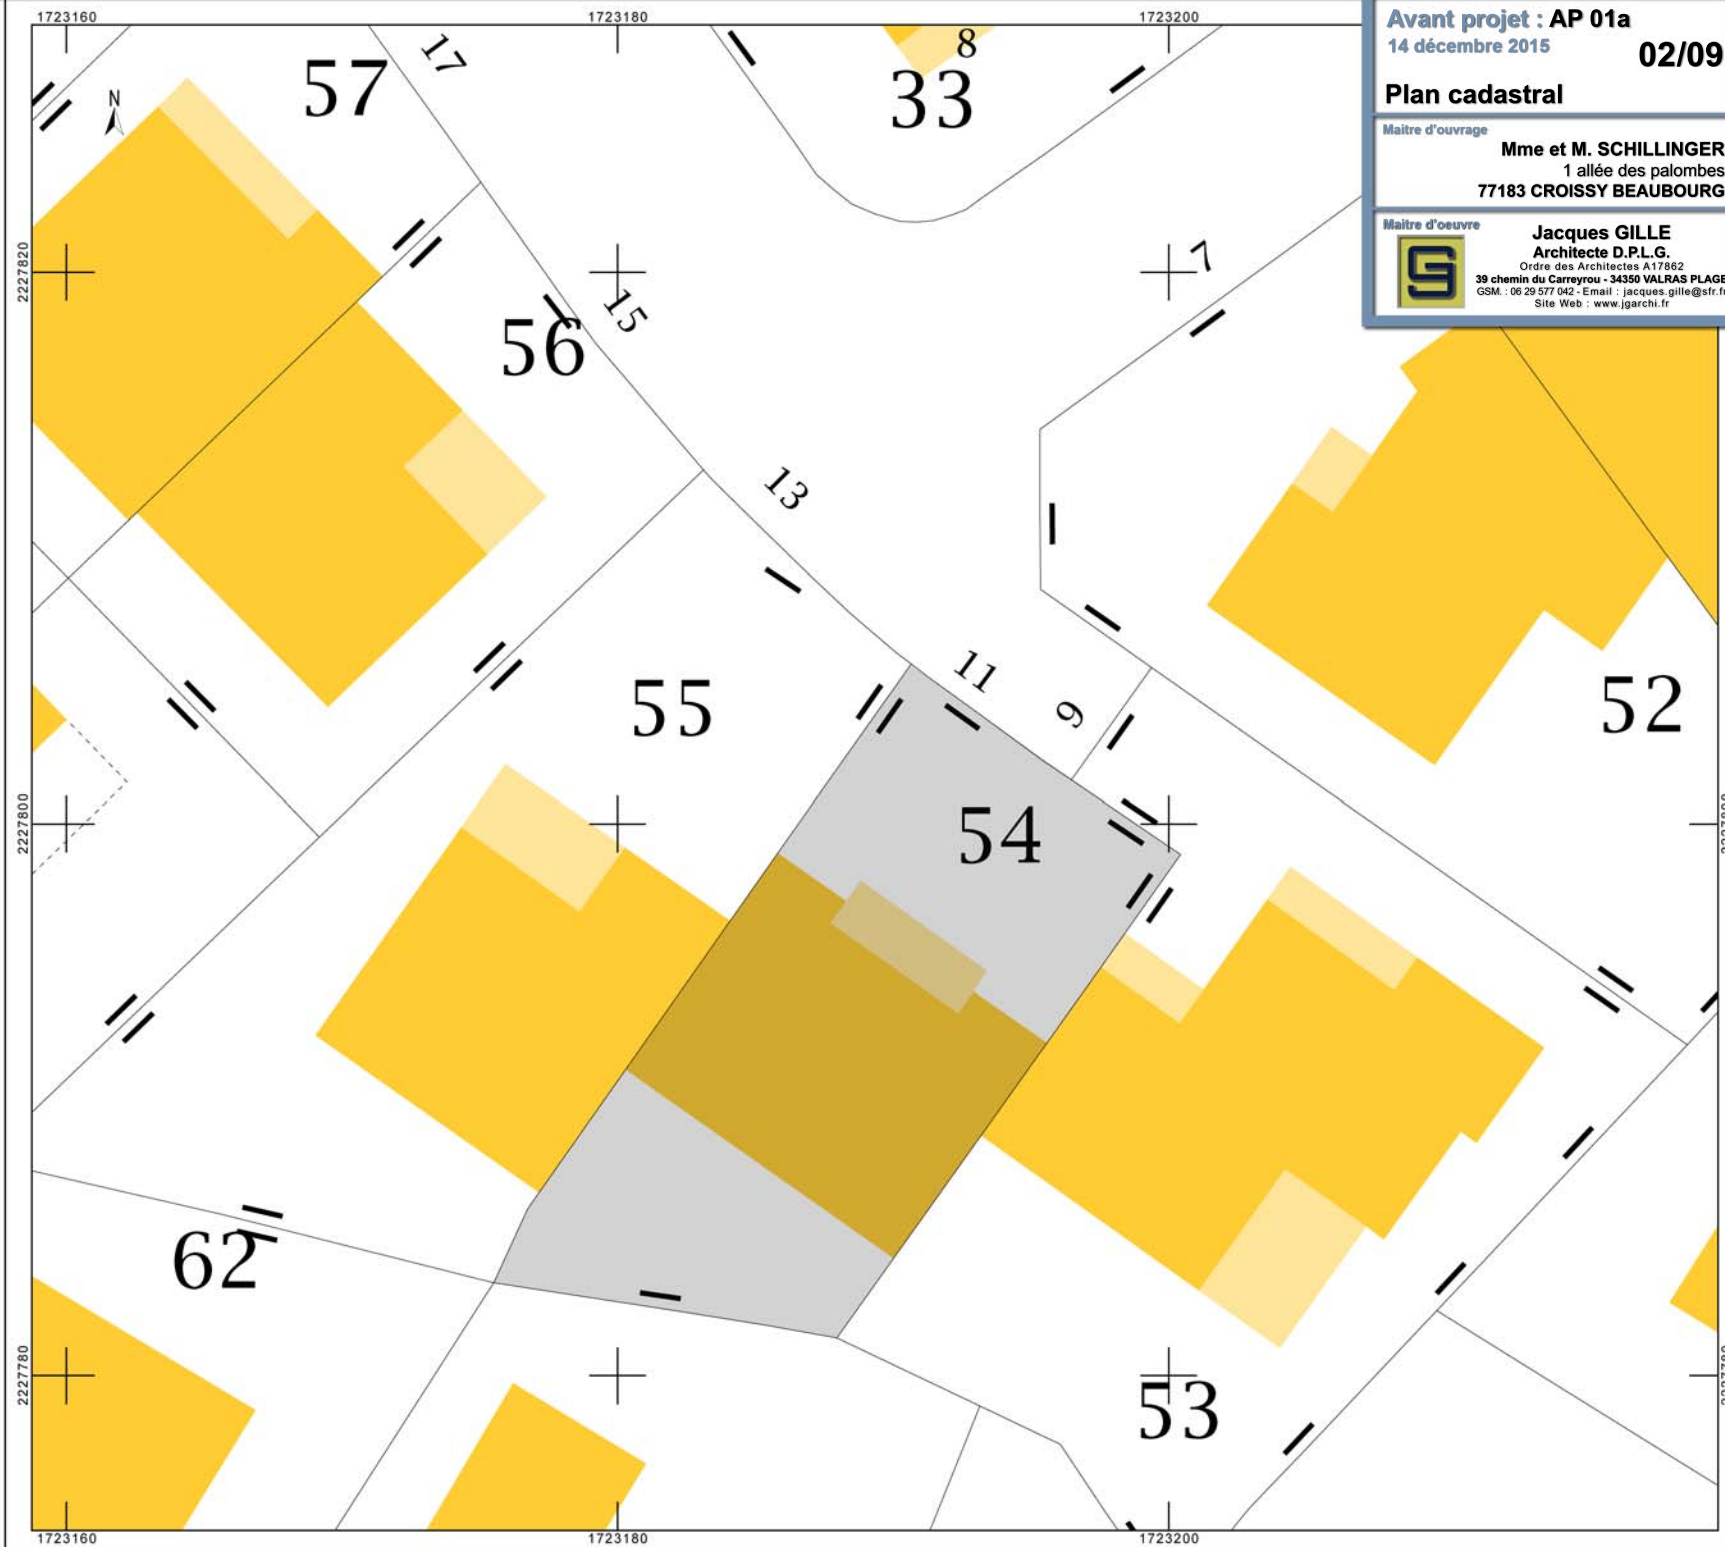 1723160
1723180
1723200
Avant projet : AP 01a
14 décembre 2015
02/09
Plan cadastral
Maitre d'ouvrage
Mme et M. SCHILLINGER
1 allée des palombes
77183 CROISSY BEAUBOURG
Maitre d'oeuvre
Jacques GILLE
Architecte D.P.L.G.
Ordre des Architectes A17862
39 chemin du Carreyrou - 34350 VALRAS PLAGE
GSM. : 06 29 577 042 - Email : jacques.gille@sfr.fr
Site Web : www.jgarchi.fr
N
57
17
8
33
2227820
15
56
7
13
11
9
55
52
2227800
54
2227800
62
2227780
53
2227780
1723160
1723180
1723200